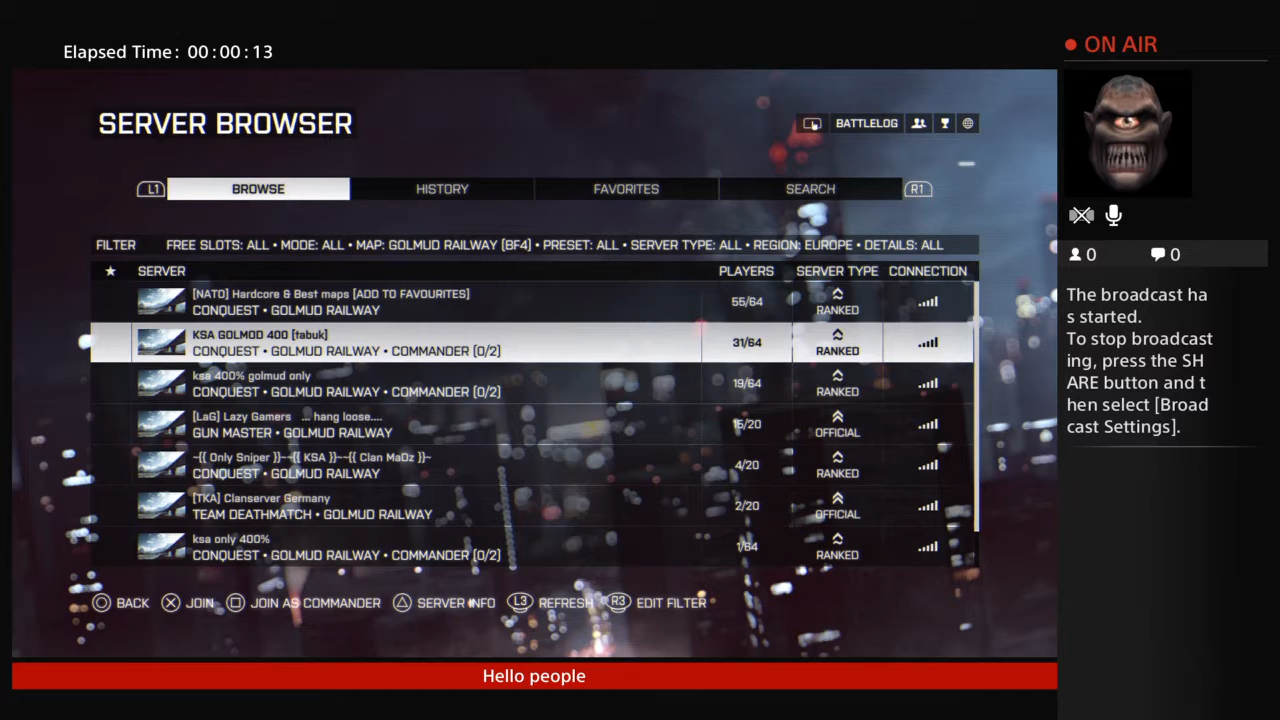 Elapsed Time: 00:00:13
ON AIR
SERVER BROWSER
BATTLELOG
L1 BROWSE HISTORY FAVORITES SEARCH R1
FILTER FREE SLOTS: ALL • MODE: ALL • MAP: GOLMUD RAILWAY [BF4] • PRESET: ALL • SERVER TYPE: ALL • REGION: EUROPE • DETAILS: ALL
★ SERVER PLAYERS SERVER TYPE CONNECTION
[NATO] Hardcore & Best maps [ADD TO FAVOURITES]
CONQUEST • GOLMUD RAILWAY 55/64 RANKED
KSA GOLMOD 400 [tabuk]
CONQUEST • GOLMUD RAILWAY • COMMANDER [0/2] 31/64 RANKED
ksa 400% golmud only
CONQUEST • GOLMUD RAILWAY • COMMANDER [0/2] 19/64 RANKED
[LaG] Lazy Gamers ... hang loose....
GUN MASTER • GOLMUD RAILWAY 15/20 OFFICIAL
~{{ Only Sniper }}~{{ KSA }}~{{ Clan MaDz }}~
CONQUEST • GOLMUD RAILWAY 4/20 RANKED
[TKA] Clanserver Germany
TEAM DEATHMATCH • GOLMUD RAILWAY 2/20 OFFICIAL
ksa only 400%
CONQUEST • GOLMUD RAILWAY • COMMANDER [0/2] 1/64 RANKED
BACK JOIN JOIN AS COMMANDER SERVER INFO L3 REFRESH R3 EDIT FILTER
Hello people
0 0
The broadcast ha
s started.
To stop broadcast
ing, press the SH
ARE button and t
hen select [Broad
cast Settings].